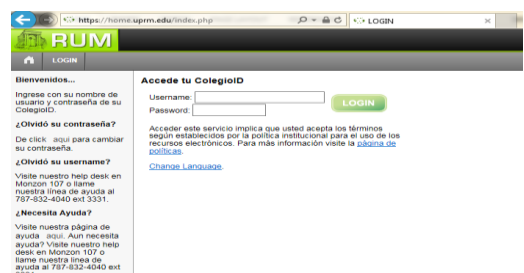 https://home.uprm.edu/index.php
LOGIN
RUM
LOGIN
Bienvenidos...
Ingrese con su nombre de
usuario y contraseña de su
ColegioID.
¿Olvidó su contraseña?
De click aqui para cambiar
su contraseña.
¿Olvidó su username?
Visite nuestro help desk en
Monzon 107 o llame
nuestra línea de ayuda al
787-832-4040 ext 3331.
¿Necesita Ayuda?
Visite nuestra página de
ayuda aqui. Aun necesita
ayuda? Visite nuestro help
desk en Monzon 107 o
llame nuestra linea de
ayuda al 787-832-4040 ext
Accede tu ColegioID
Username:
LOGIN
Password:
Acceder este servicio implica que usted acepta los términos
según establecidos por la política institucional para el uso de los
recursos electrónicos. Para más información visite la página de
políticas.
Change Language.